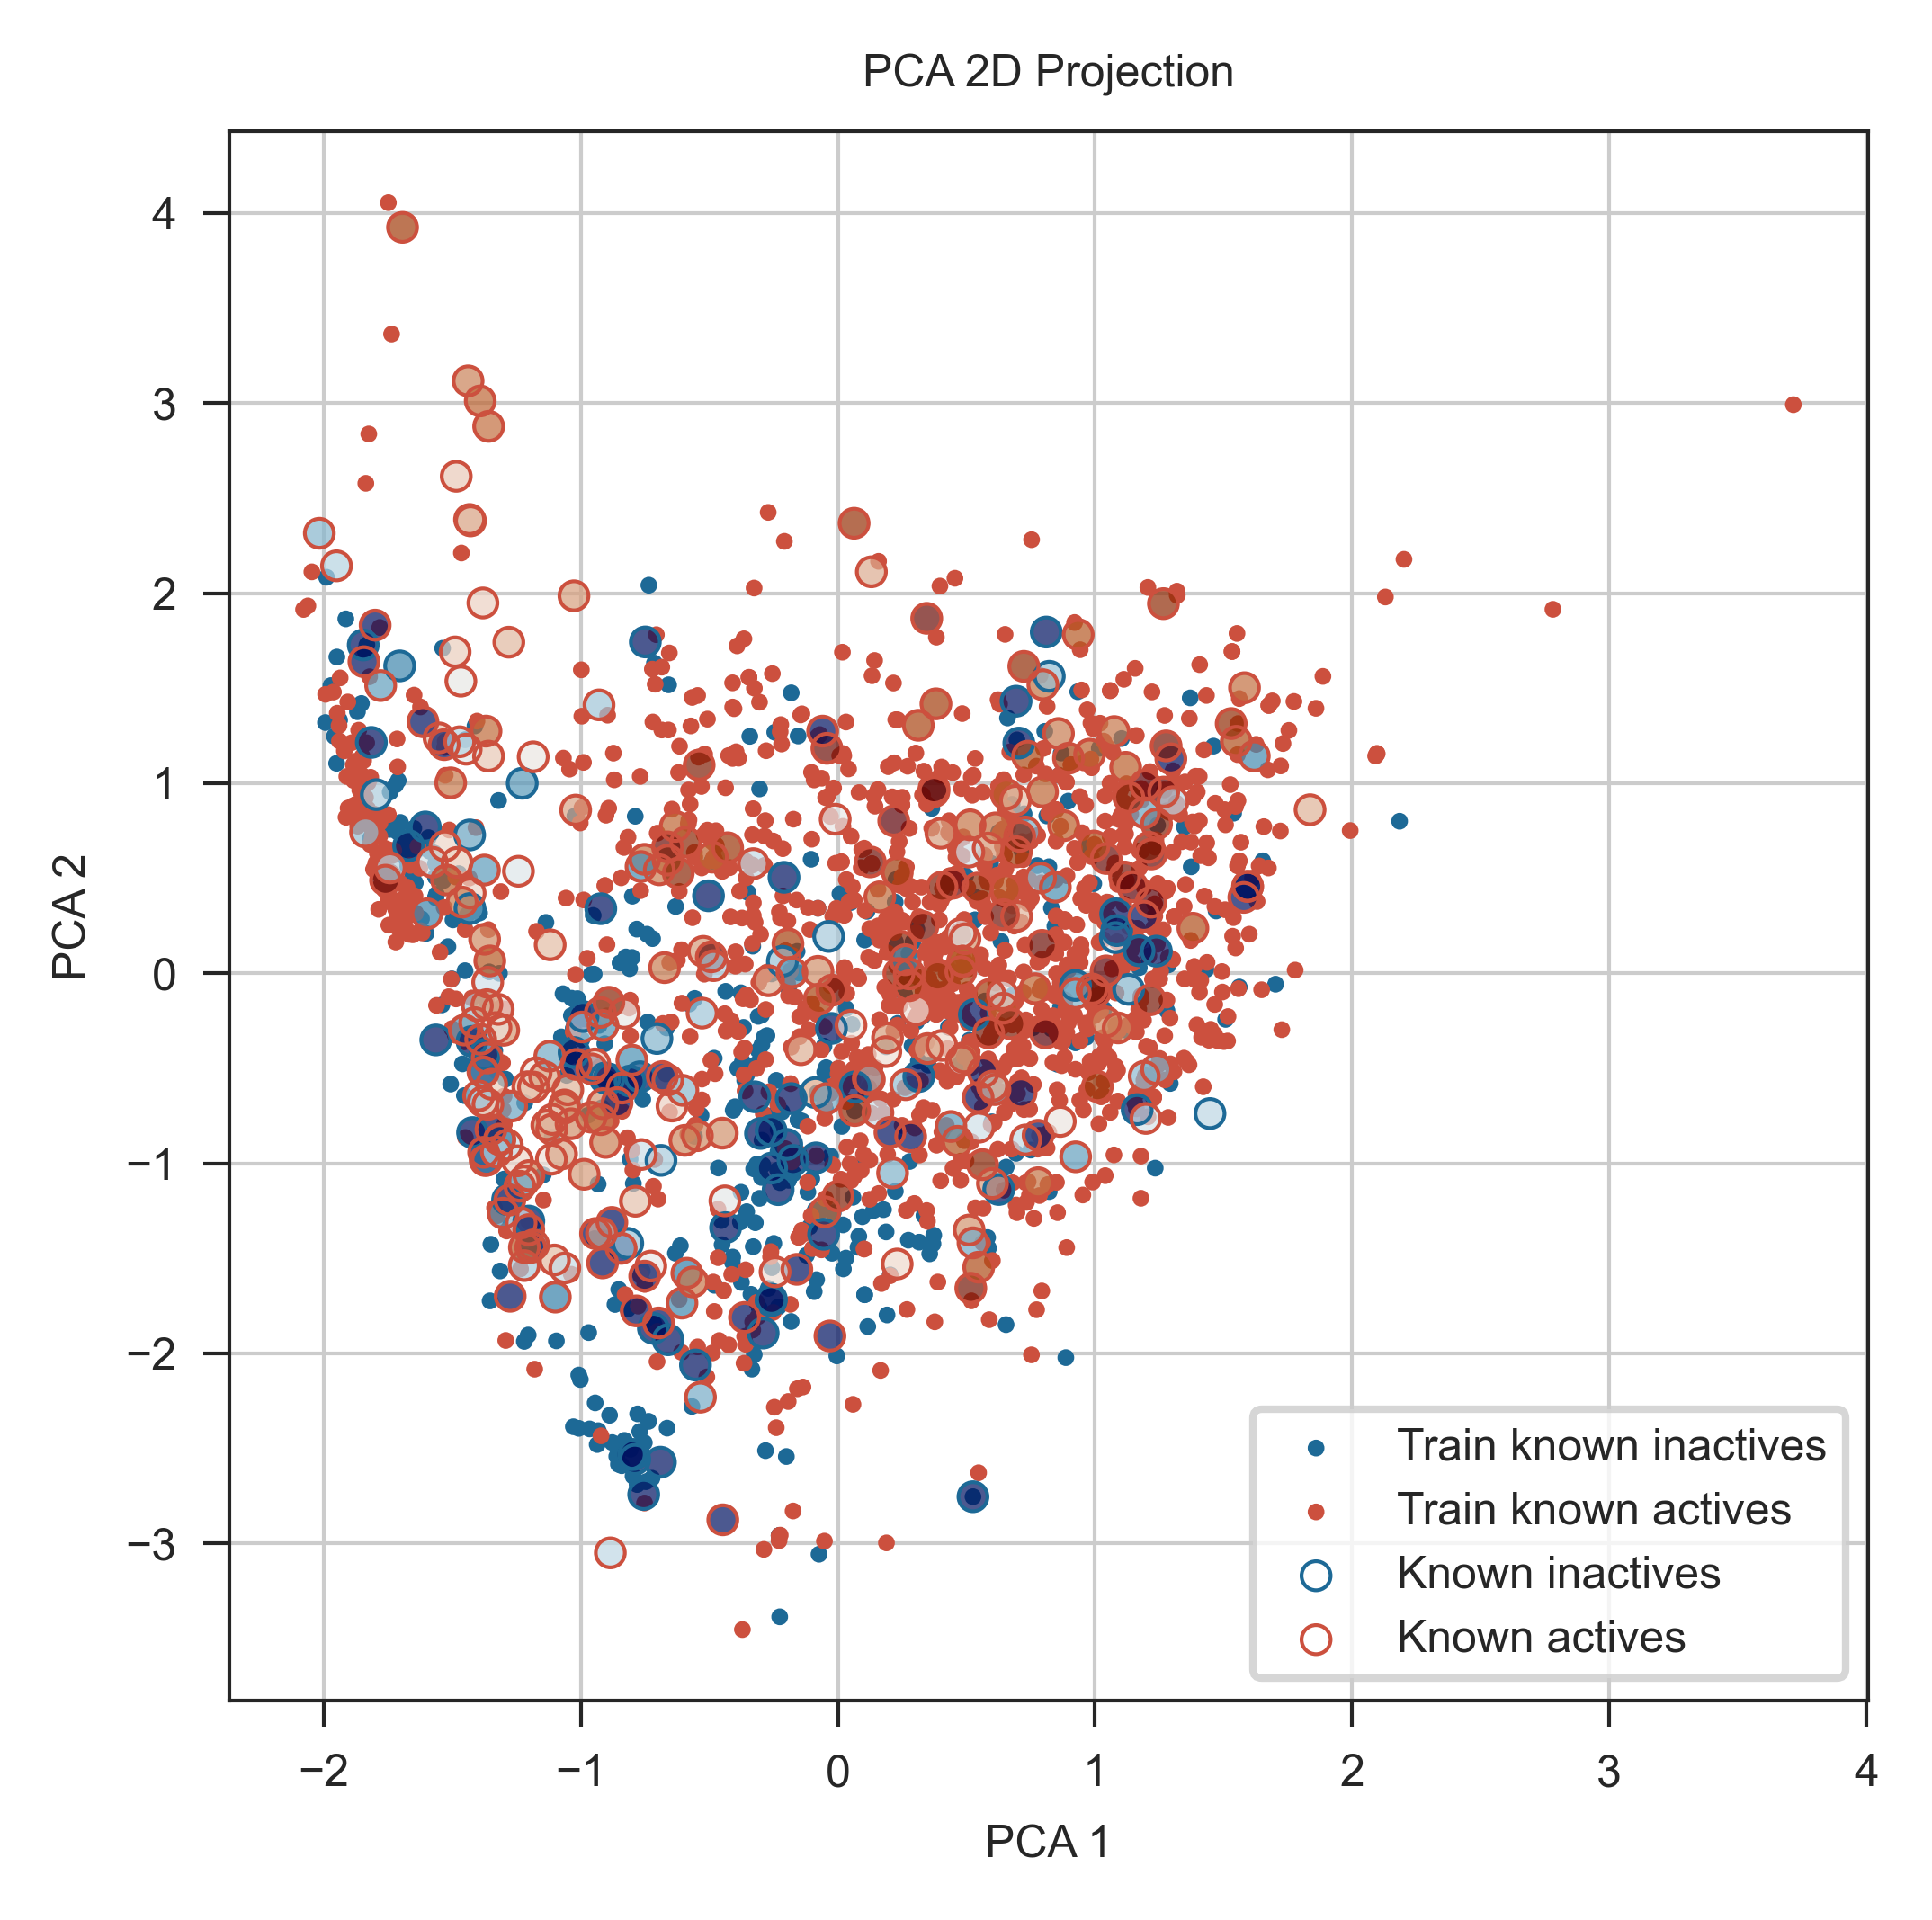 PCA 2D Projection
4
3
2
1
0
−1
−2
−3
PCA 2
−2
−1
0
1
2
3
4
PCA 1
Train known inactives
Train known actives
Known inactives
Known actives